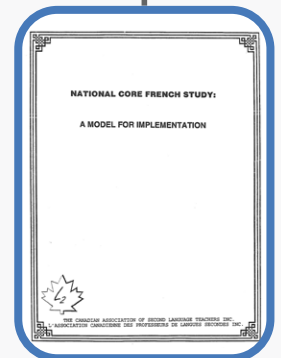 NATIONAL CORE FRENCH STUDY:
A MODEL FOR IMPLEMENTATION
L2
THE CANADIAN ASSOCIATION OF SECOND LANGUAGE TEACHERS INC.
L'ASSOCIATION CANADIENNE DES PROFESSEURS DE LANGUES SECONDES INC.